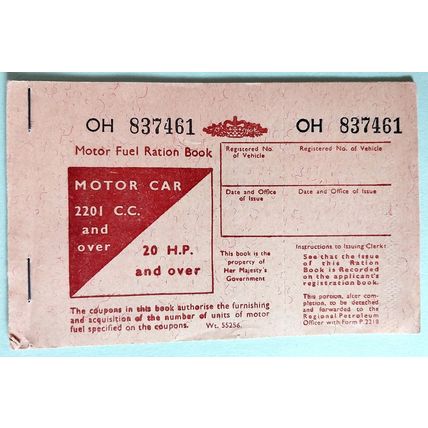 OH 837461
OH 837461
Motor Fuel Ration Book
MOTOR CAR
2201 C.C.
and
over
20 H.P.
and over
Registered No.
of Vehicle
Date and Office
of Issue
This book is the
property of
Her Majesty's
Government
Registered No. of Vehicle
Date and Office of Issue
Instructions to Issuing Clerk:
See that the issue
of this Ration
Book is Recorded
on the applicant's
registration book.
This portion, after com-
pletion, to be detached
and forwarded to the
Regional Petroleum
Officer with Form P.2218
The coupons in this book authorise the furnishing
and acquisition of the number of units of motor
fuel specified on the coupons. Wt. 55256.